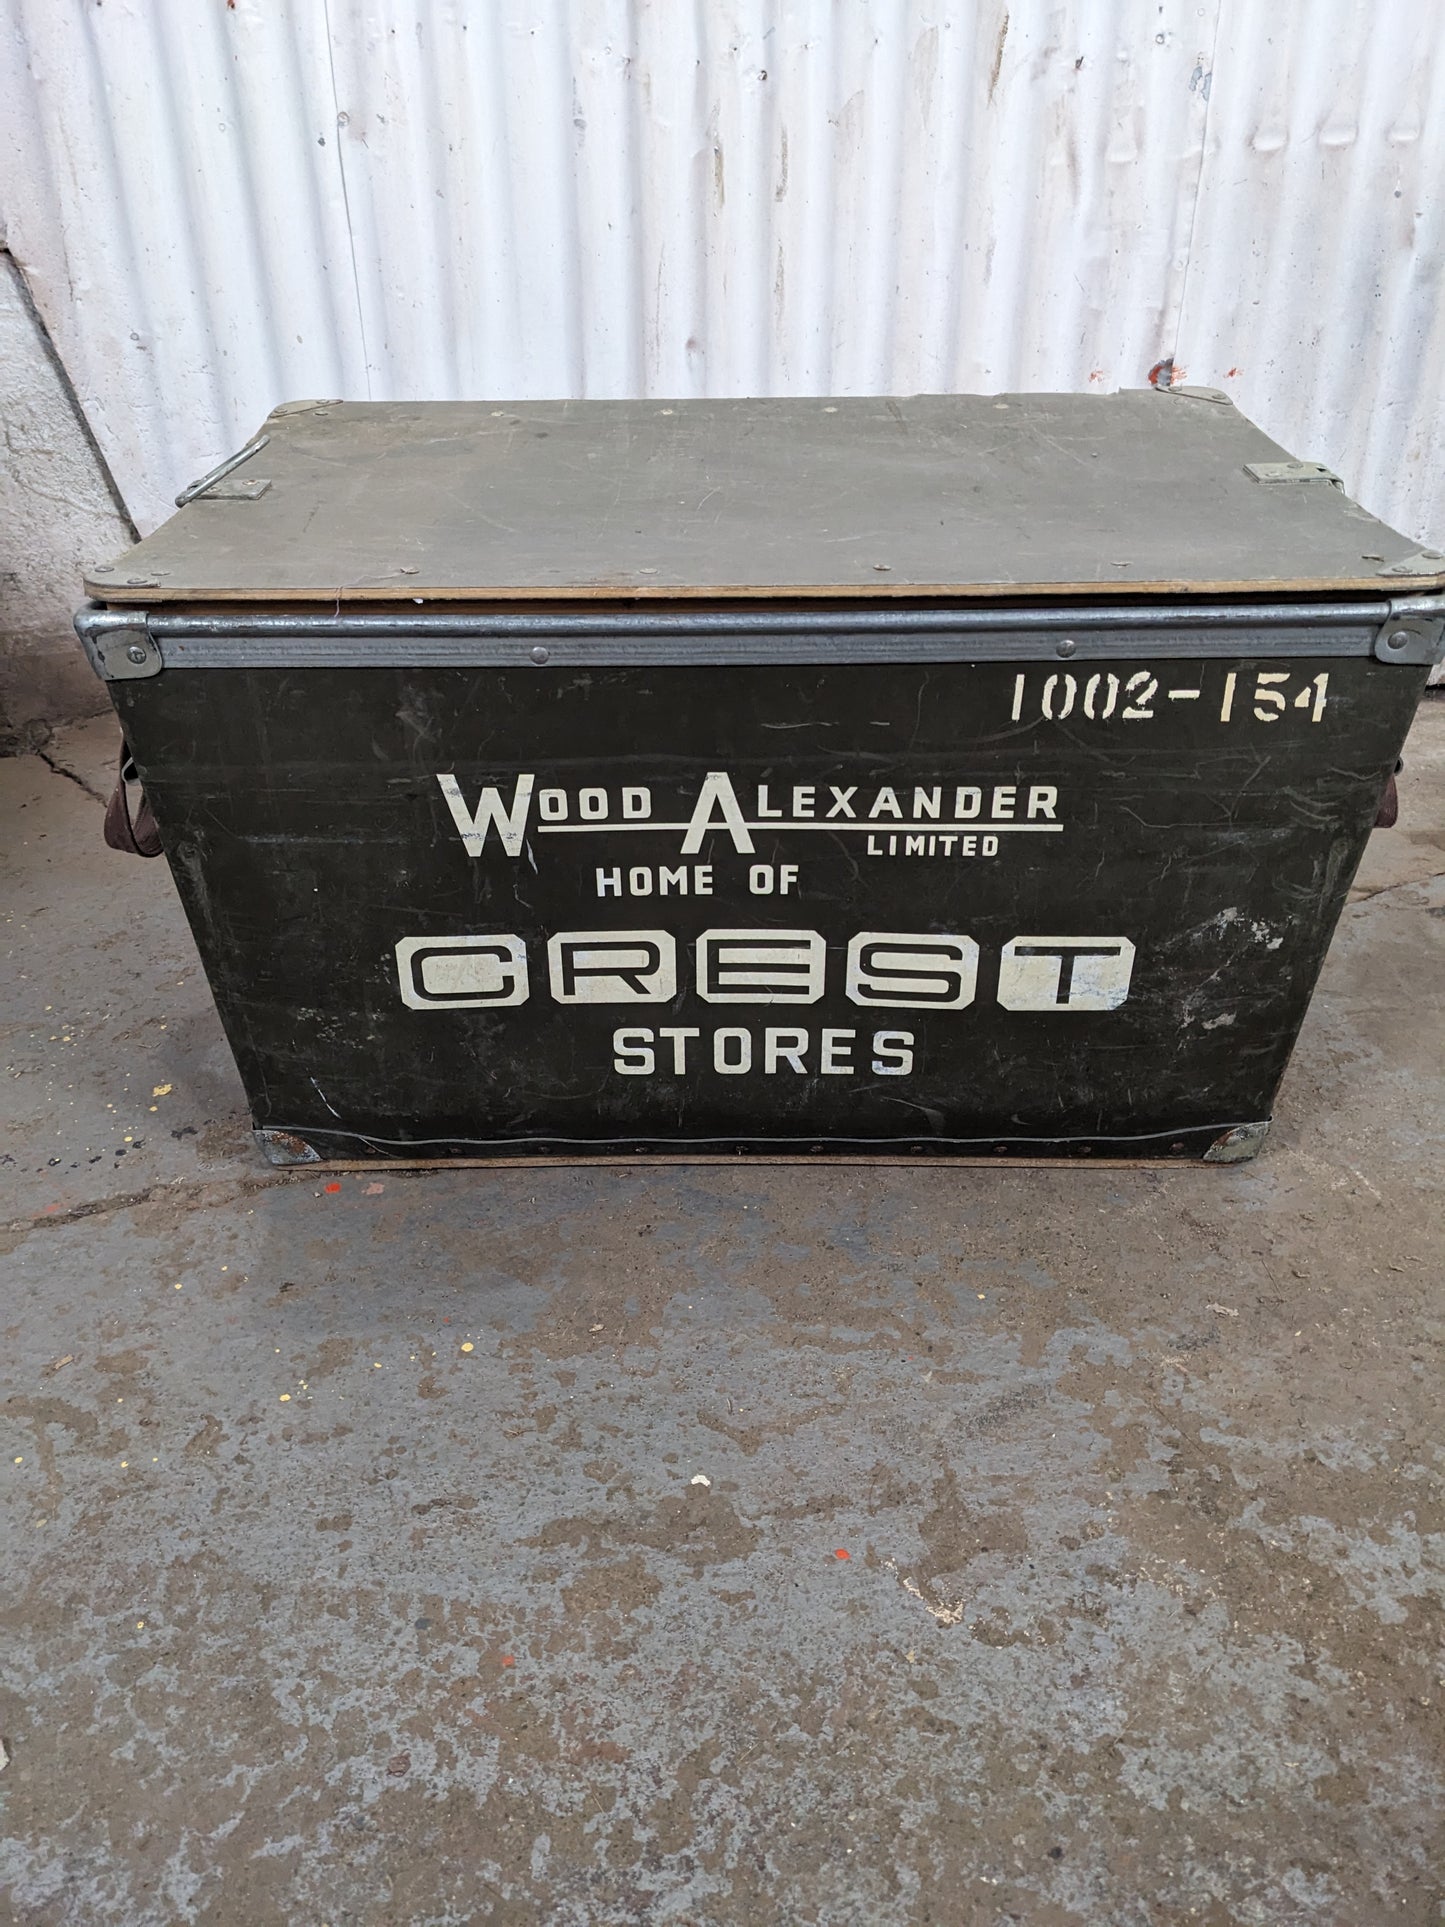 1002-154
WOOD ALEXANDER
LIMITED
HOME OF
CREST
STORES